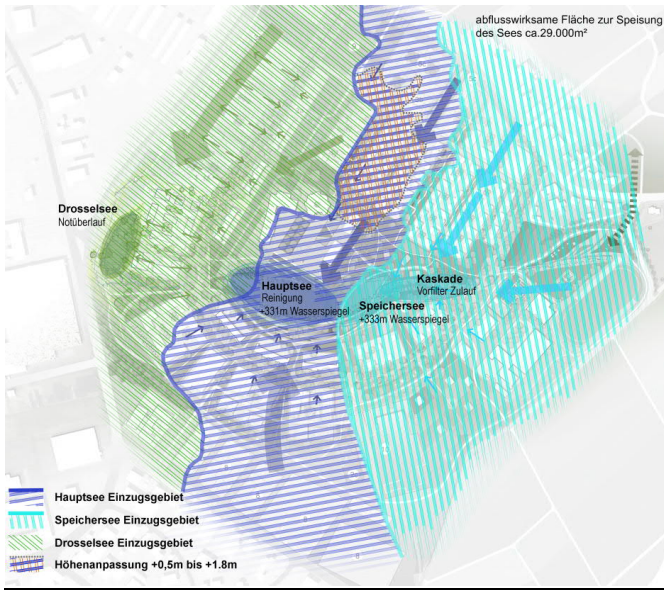 abflusswirksame Fläche zur Speisung
des Sees ca.29.000m²
Drosselsee
Notüberlauf
Hauptsee
Reinigung
+331m Wasserspiegel
Kaskade
Vorfilter Zulauf
Speichersee
+333m Wasserspiegel
Hauptsee Einzugsgebiet
Speichersee Einzugsgebiet
Drosselsee Einzugsgebiet
Höhenanpassung +0,5m bis +1.8m